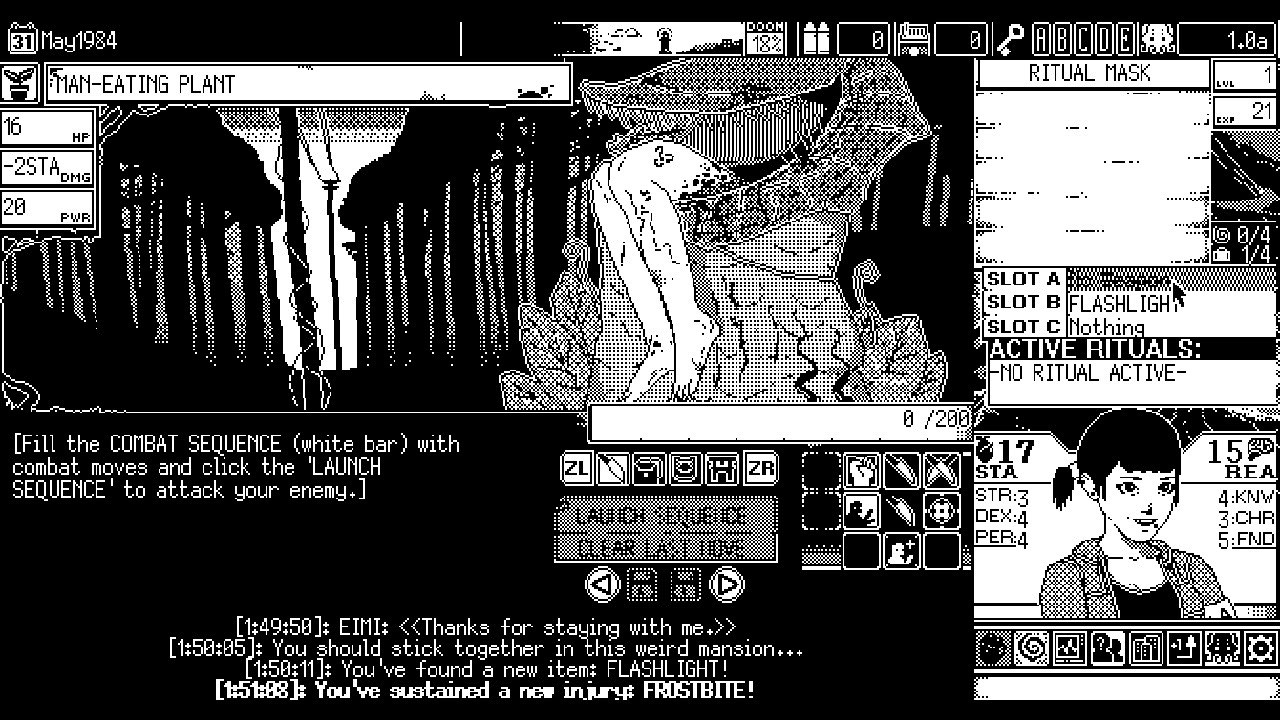 31 May1984
DOOM
18%
0
0
A B C D E
1.0a
MAN-EATING PLANT
RITUAL MASK
LVL 1
EXP 21
16 HP
-2STA DMG
20 PWR
0/4
1/4
SLOT A No Weapon
SLOT B FLASHLIGHT
SLOT C Nothing
ACTIVE RITUALS:
-NO RITUAL ACTIVE-
0 /200
[Fill the COMBAT SEQUENCE (white bar) with
combat moves and click the 'LAUNCH
SEQUENCE' to attack your enemy.]
ZL
ZR
LAUNCH SEQUENCE
CLEAR LAST MOVE
17
STA
15
REA
STR:3
DEX:4
PER:4
4:KNW
3:CHR
5:FND
[1:49:50]: EIMI: <<Thanks for staying with me.>>
[1:50:05]: You should stick together in this weird mansion...
[1:50:11]: You've found a new item: FLASHLIGHT!
[1:51:08]: You've sustained a new injury: FROSTBITE!